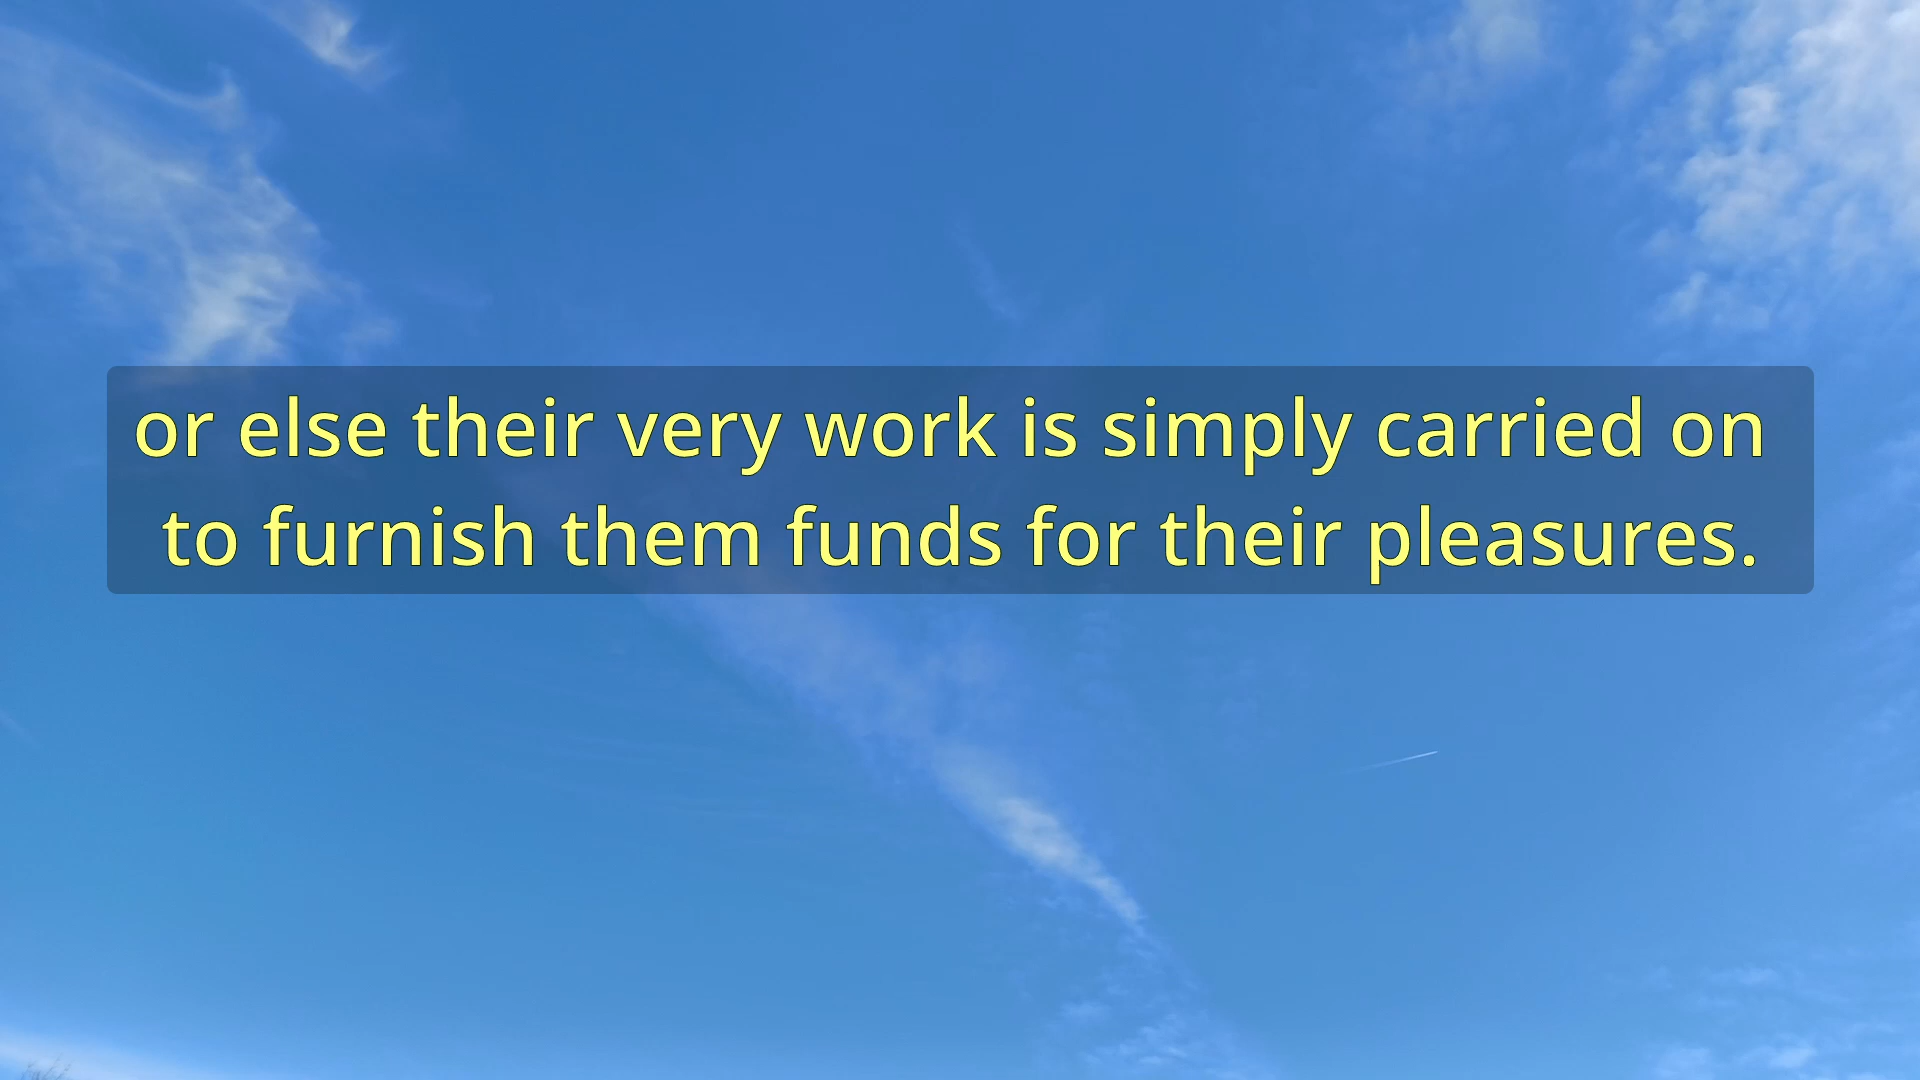 or else their very work is simply carried on
to furnish them funds for their pleasures.